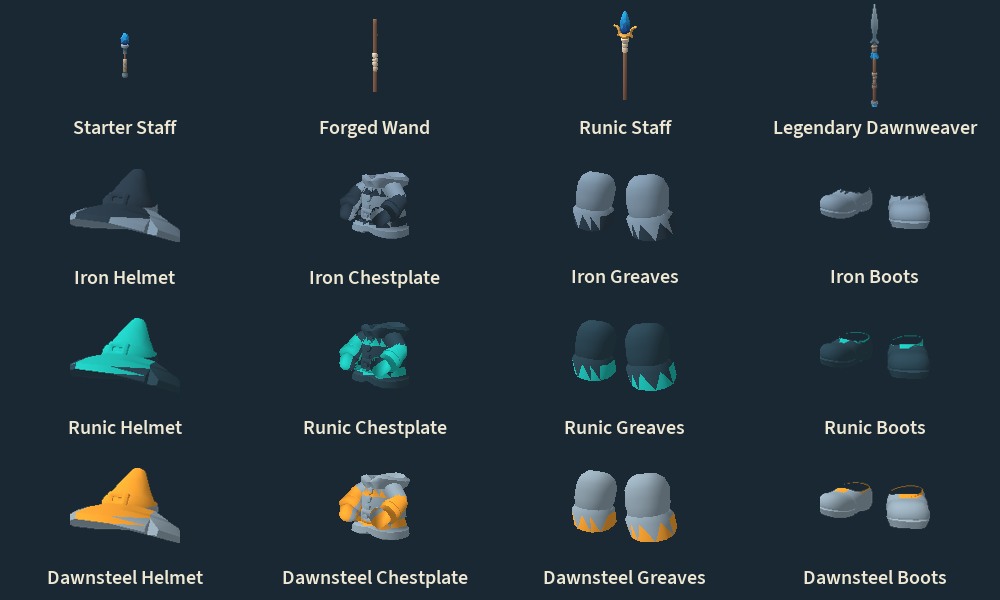 Starter Staff
Forged Wand
Runic Staff
Legendary Dawnweaver
Iron Helmet
Iron Chestplate
Iron Greaves
Iron Boots
Runic Helmet
Runic Chestplate
Runic Greaves
Runic Boots
Dawnsteel Helmet
Dawnsteel Chestplate
Dawnsteel Greaves
Dawnsteel Boots